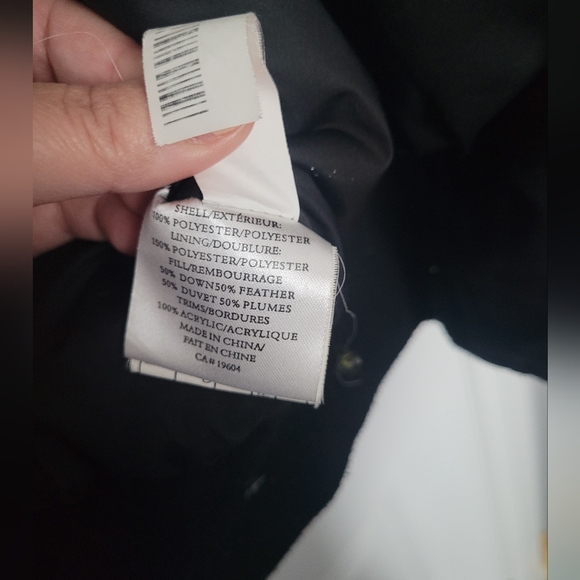 SHELL/EXTÉRIEUR:
100% POLYESTER/POLYESTER
LINING/DOUBLURE:
100% POLYESTER/POLYESTER
FILL/REMBOURRAGE
50% DOWN50% FEATHER
50% DUVET 50% PLUMES
TRIMS/BORDURES
100% ACRYLIC/ACRYLIQUE
MADE IN CHINA/
FAIT EN CHINE
CA# 19604